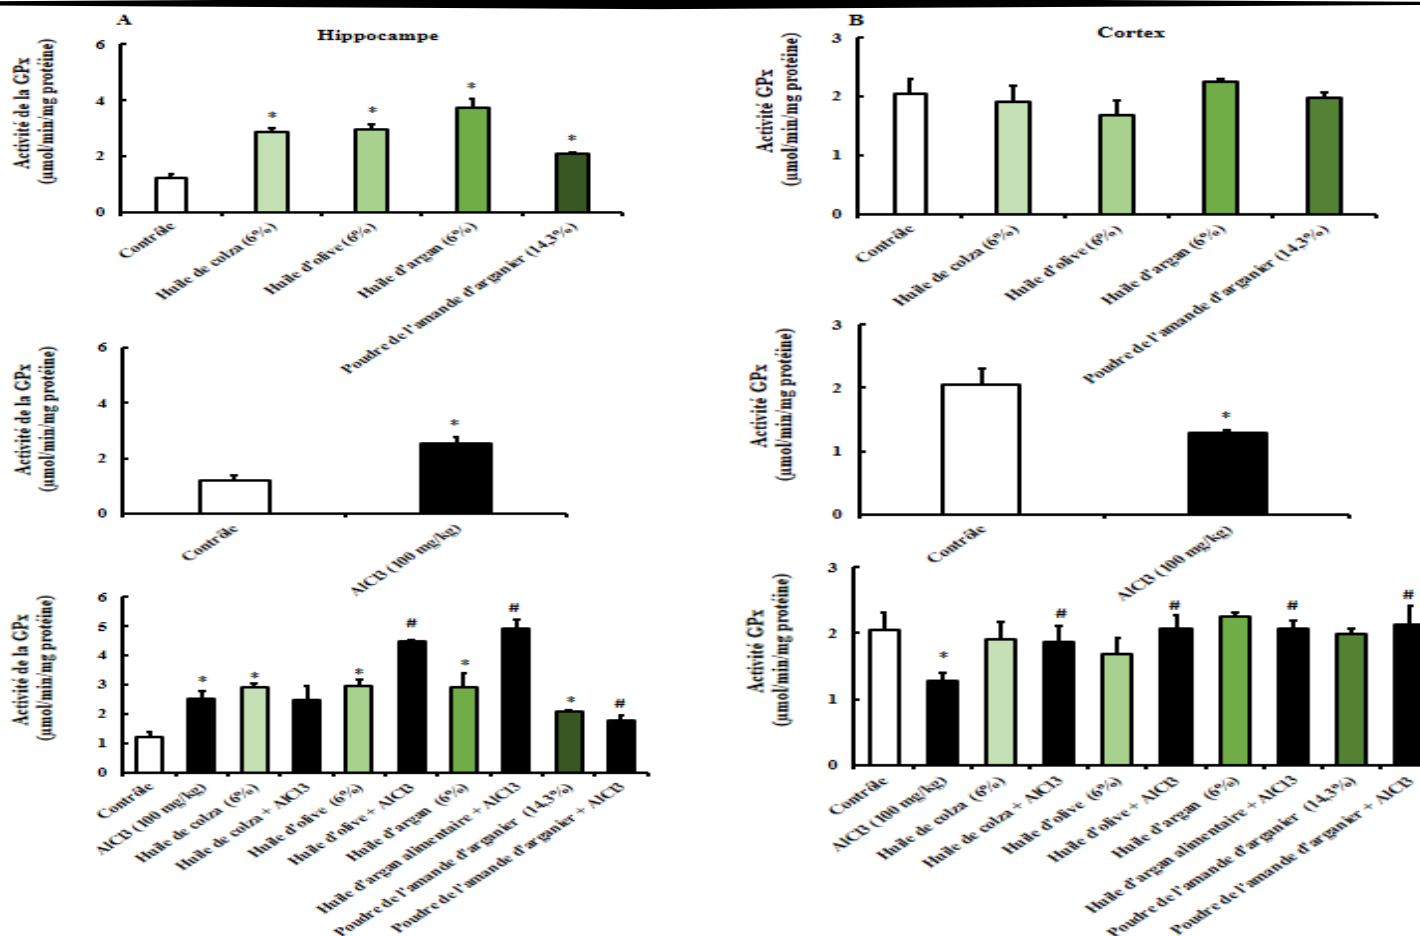 A
Hippocampe
Activité de la GPx
(µmol/min/mg protéine)
6
4
2
0
*
*
*
*
Contrôle
Huile de colza (6%)
Huile d'olive (6%)
Huile d'argan (6%)
Poudre de l'amande d'arganier (14,3%)
B
Cortex
Activité GPx
(µmol/min/mg protéine)
3
2
1
0
Contrôle
Huile de colza (6%)
Huile d'olive (6%)
Huile d'argan (6%)
Poudre de l'amande d'arganier (14,3%)
Activité de la GPx
(µmol/min/mg protéine)
6
4
2
0
*
Contrôle
AlCl3 (100 mg/kg)
Activité GPx
(µmol/min/mg protéine)
3
2
1
0
*
Contrôle
AlCl3 (100 mg/kg)
Activité de la GPx
(µmol/min/mg protéine)
6
5
4
3
2
1
0
*
*
*
#
*
#
*
#
Contrôle
AlCl3 (100 mg/kg)
Huile de colza (6%)
Huile de colza + AlCl3
Huile d'olive (6%)
Huile d'olive + AlCl3
Huile d'argan (6%)
Huile d'argan alimentaire + AlCl3
Poudre de l'amande d'arganier (14,3%)
Poudre de l'amande d'arganier + AlCl3
Activité GPx
(µmol/min/mg protéine)
3
2
1
0
*
#
#
#
#
Contrôle
AlCl3 (100 mg/kg)
Huile de colza (6%)
Huile de colza + AlCl3
Huile d'olive (6%)
Huile d'olive + AlCl3
Huile d'argan (6%)
Huile d'argan alimentaire + AlCl3
Poudre de l'amande d'arganier (14,3%)
Poudre de l'amande d'arganier + AlCl3